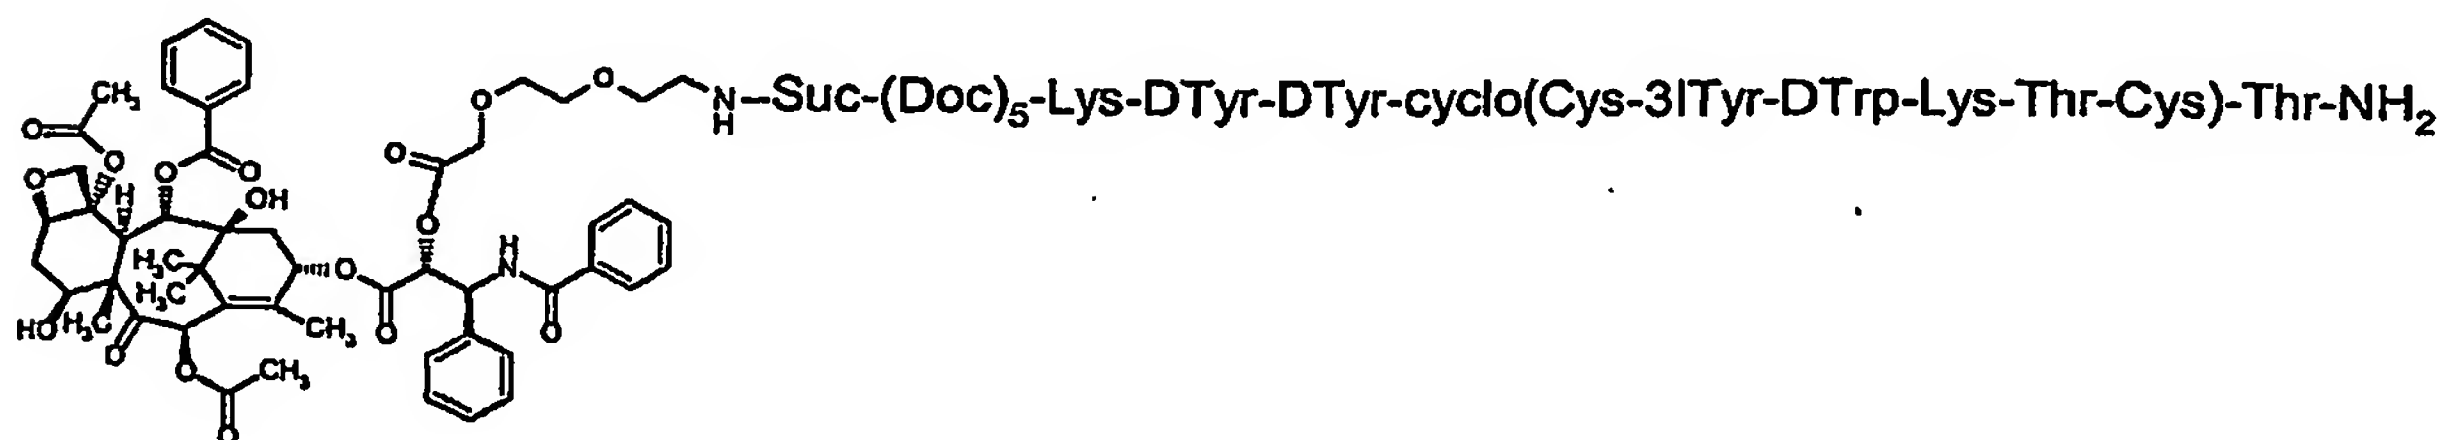 O
CH₃ O N–Suc-(Doc)₅-Lys-DTyr-DTyr-cyclo(Cys-3ITyr-DTrp-Lys-Thr-Cys)-Thr-NH₂
O H
O O
O O O
H OH
O
H
H₃C O N
H₃C
HO H₃C CH₃ O O
O
O CH₃
O